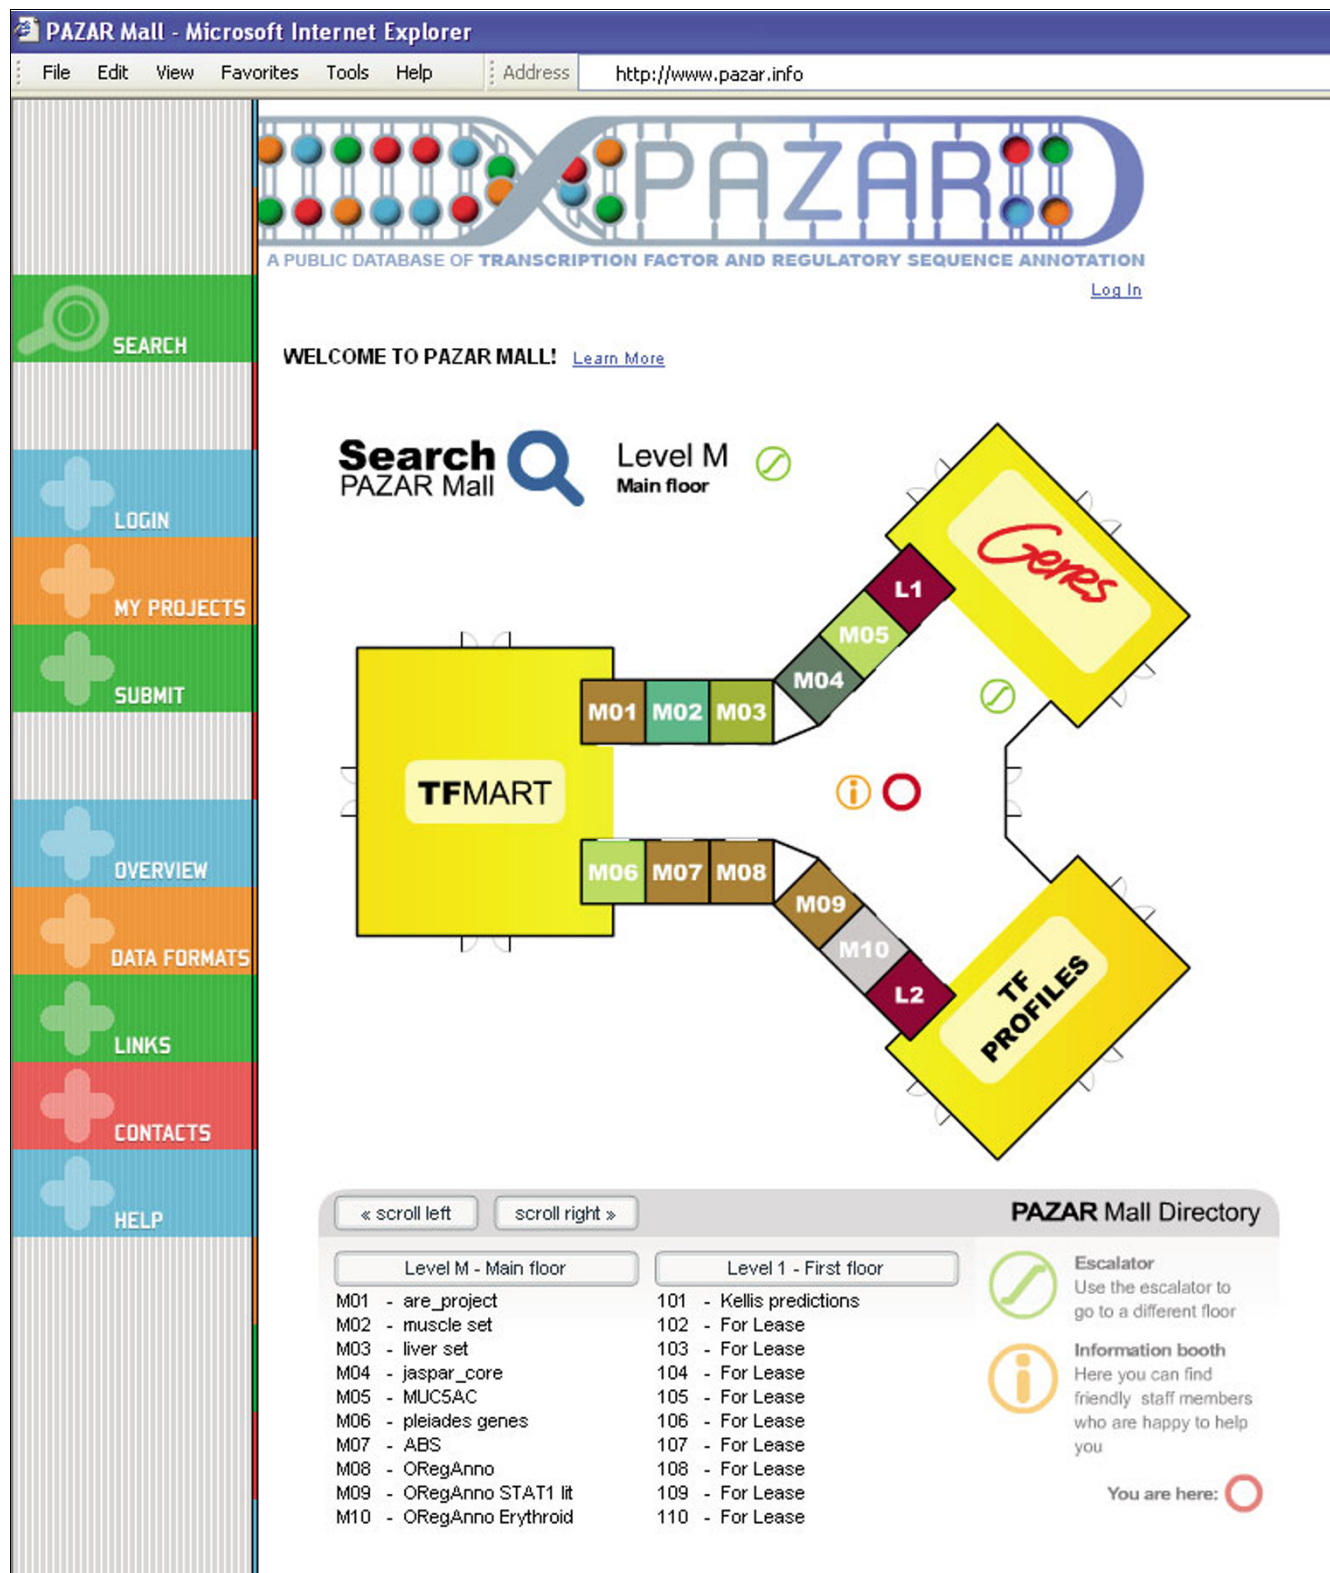 PAZAR Mall - Microsoft Internet Explorer
File Edit View Favorites Tools Help Address http://www.pazar.info
PAZAR
A PUBLIC DATABASE OF TRANSCRIPTION FACTOR AND REGULATORY SEQUENCE ANNOTATION
Log In
SEARCH
LOGIN
MY PROJECTS
SUBMIT
OVERVIEW
DATA FORMATS
LINKS
CONTACTS
HELP
WELCOME TO PAZAR MALL! Learn More
Search
PAZAR Mall
Level M
Main floor
Genes
L1
M05
M04
M01 M02 M03
TFMART
M06 M07 M08
M09
M10
L2
TF
PROFILES
« scroll left scroll right » PAZAR Mall Directory
Level M - Main floor
M01 - are_project
M02 - muscle set
M03 - liver set
M04 - jaspar_core
M05 - MUC5AC
M06 - pleiades genes
M07 - ABS
M08 - ORegAnno
M09 - ORegAnno STAT1 lit
M10 - ORegAnno Erythroid
Level 1 - First floor
101 - Kellis predictions
102 - For Lease
103 - For Lease
104 - For Lease
105 - For Lease
106 - For Lease
107 - For Lease
108 - For Lease
109 - For Lease
110 - For Lease
Escalator
Use the escalator to
go to a different floor
Information booth
Here you can find
friendly staff members
who are happy to help
you
You are here: